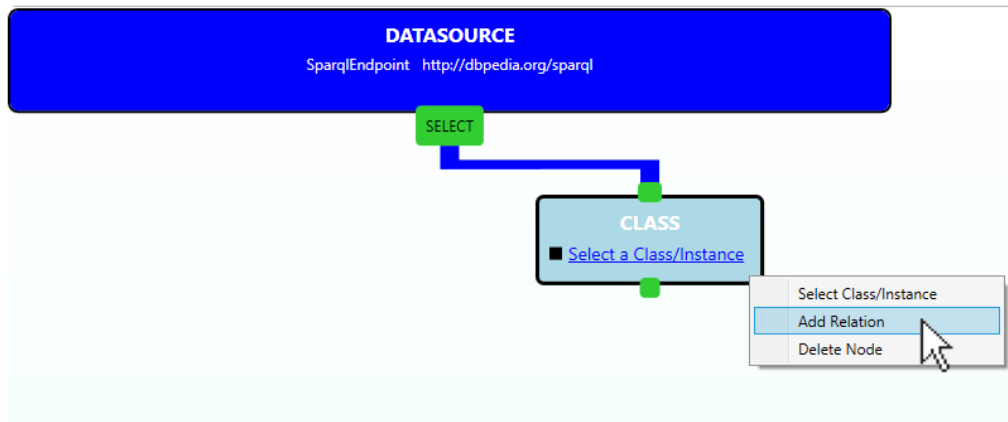 DATASOURCE
SparqlEndpoint http://dbpedia.org/sparql
SELECT
CLASS
Select a Class/Instance
Select Class/Instance
Add Relation
Delete Node